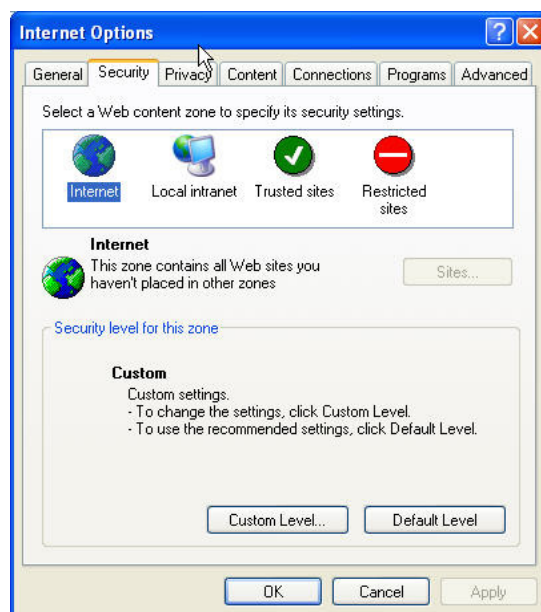 Internet Options
General Security Privacy Content Connections Programs Advanced
Select a Web content zone to specify its security settings.
Internet Local intranet Trusted sites Restricted sites
Internet
This zone contains all Web sites you
haven't placed in other zones
Sites...
Security level for this zone
Custom
Custom settings.
- To change the settings, click Custom Level.
- To use the recommended settings, click Default Level.
Custom Level... Default Level
OK Cancel Apply